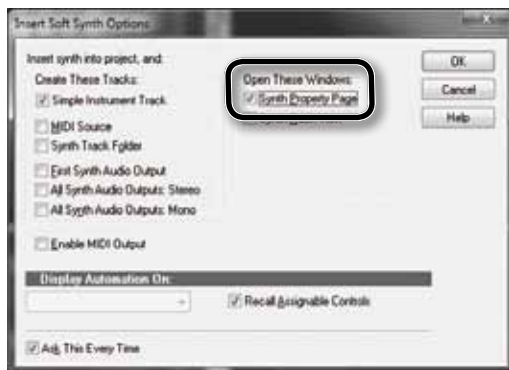 Insert Soft Synth Options
Insert synth into project, and:
Create These Tracks:
Simple Instrument Track
MIDI Source
Synth Track Folder
First Synth Audio Output
All Synth Audio Outputs: Stereo
All Synth Audio Outputs: Mono
Enable MIDI Output
Open These Windows:
Synth Property Page
OK
Cancel
Help
Display Automation On:
Recall Assignable Controls
Ask This Every Time